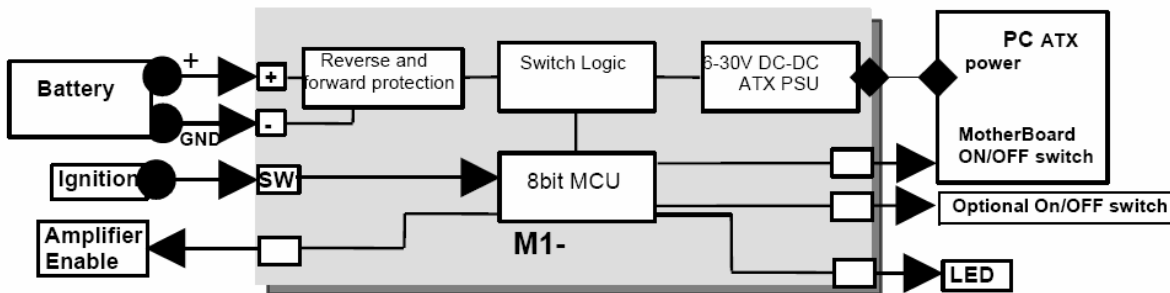 Battery
+
GND
Ignition
Amplifier
Enable
+
-
SW
Reverse and
forward protection
Switch Logic
6-30V DC-DC
ATX PSU
8bit MCU
M1-
PC ATX
power
MotherBoard
ON/OFF switch
Optional On/OFF switch
LED